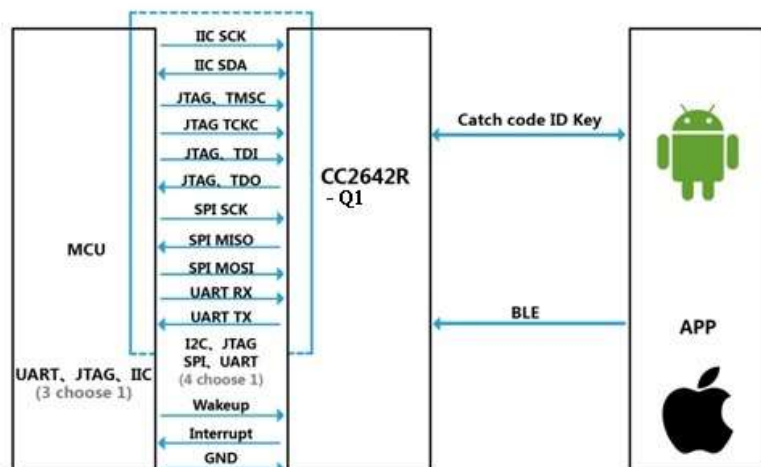 IIC SCK
IIC SDA
JTAG、TMSC
JTAG TCKC
JTAG、TDI
JTAG、TDO
SPI SCK
SPI MISO
SPI MOSI
UART RX
UART TX
I2C、JTAG
SPI、UART
(4 choose 1)
MCU
UART、JTAG、IIC
(3 choose 1)
Wakeup
Interrupt
GND
CC2642R
- Q1
Catch code ID Key
BLE
APP